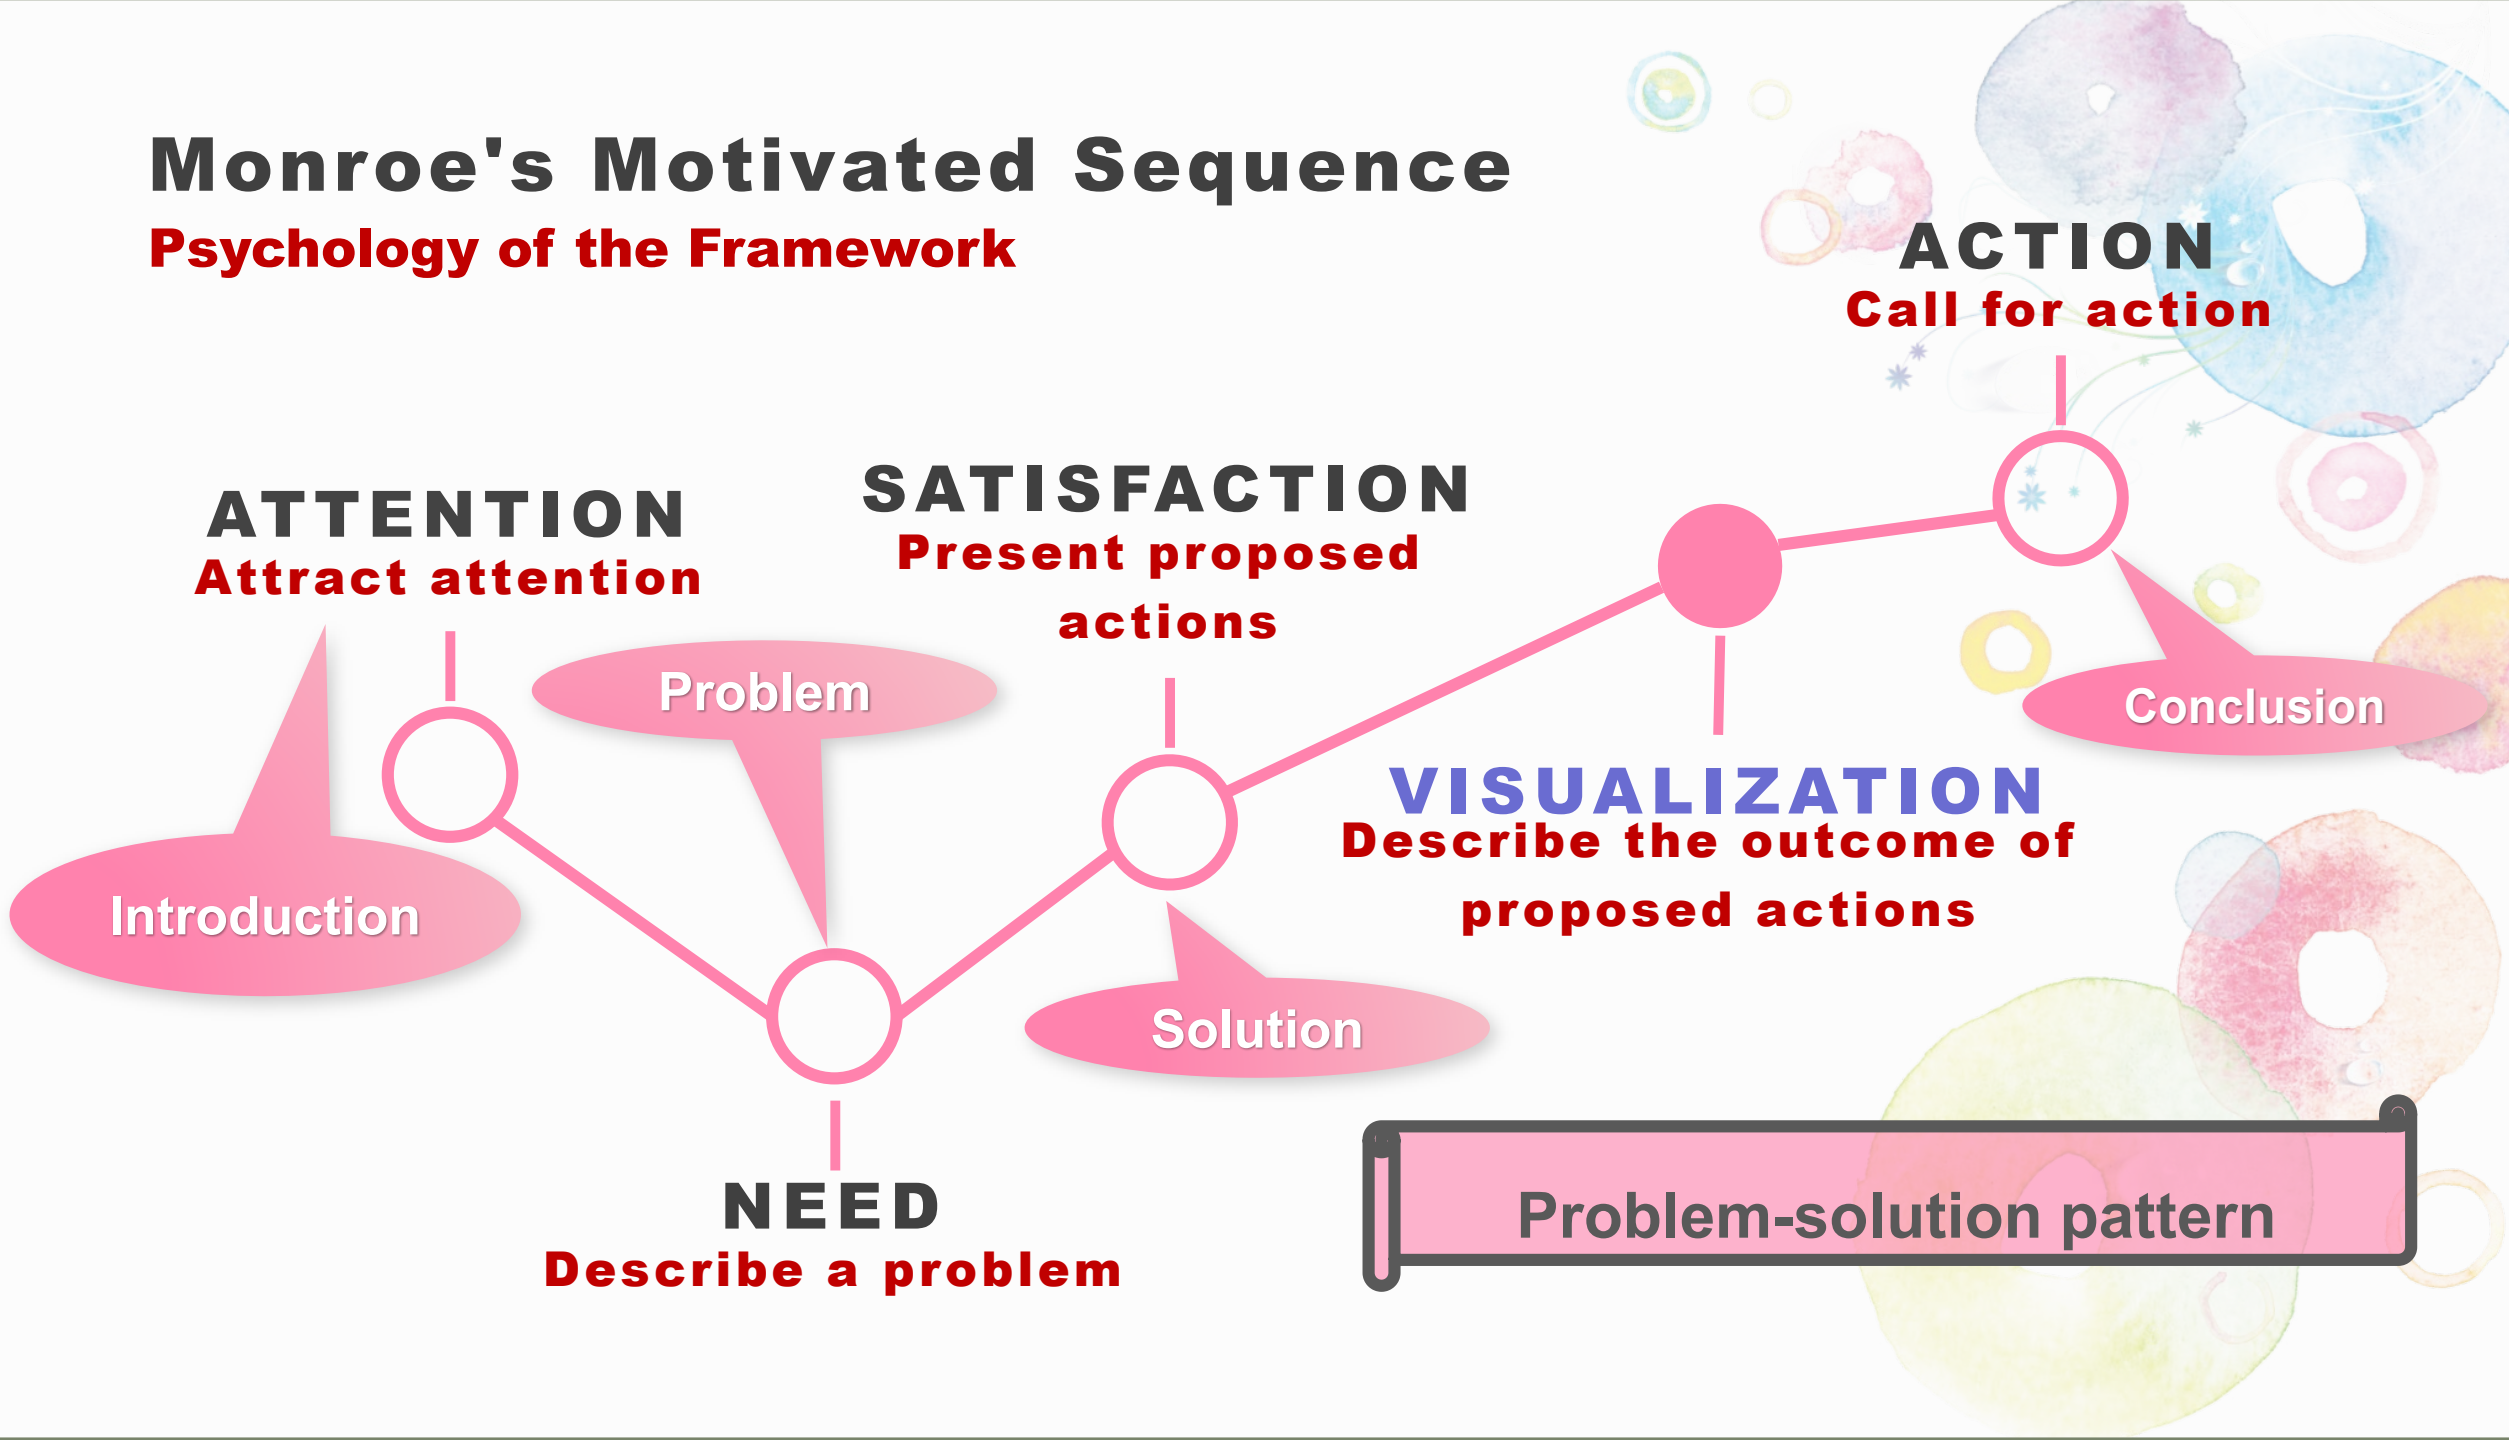 Monroe's Motivated Sequence
Psychology of the Framework
ATTENTION
Attract attention
Introduction
Problem
NEED
Describe a problem
SATISFACTION
Present proposed
actions
Solution
VISUALIZATION
Describe the outcome of
proposed actions
ACTION
Call for action
Conclusion
Problem-solution pattern